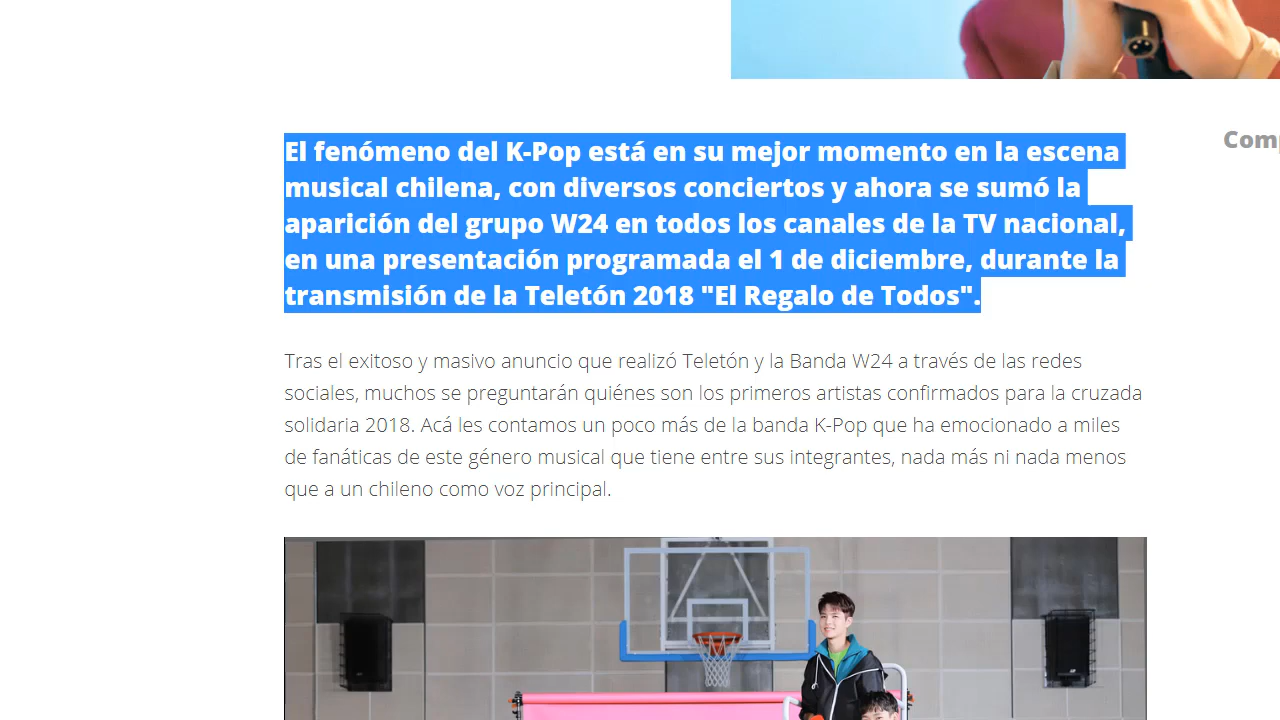 Comp
El fenómeno del K-Pop está en su mejor momento en la escena
musical chilena, con diversos conciertos y ahora se sumó la
aparición del grupo W24 en todos los canales de la TV nacional,
en una presentación programada el 1 de diciembre, durante la
transmisión de la Teletón 2018 "El Regalo de Todos".
Tras el exitoso y masivo anuncio que realizó Teletón y la Banda W24 a través de las redes
sociales, muchos se preguntarán quiénes son los primeros artistas confirmados para la cruzada
solidaria 2018. Acá les contamos un poco más de la banda K-Pop que ha emocionado a miles
de fanáticas de este género musical que tiene entre sus integrantes, nada más ni nada menos
que a un chileno como voz principal.